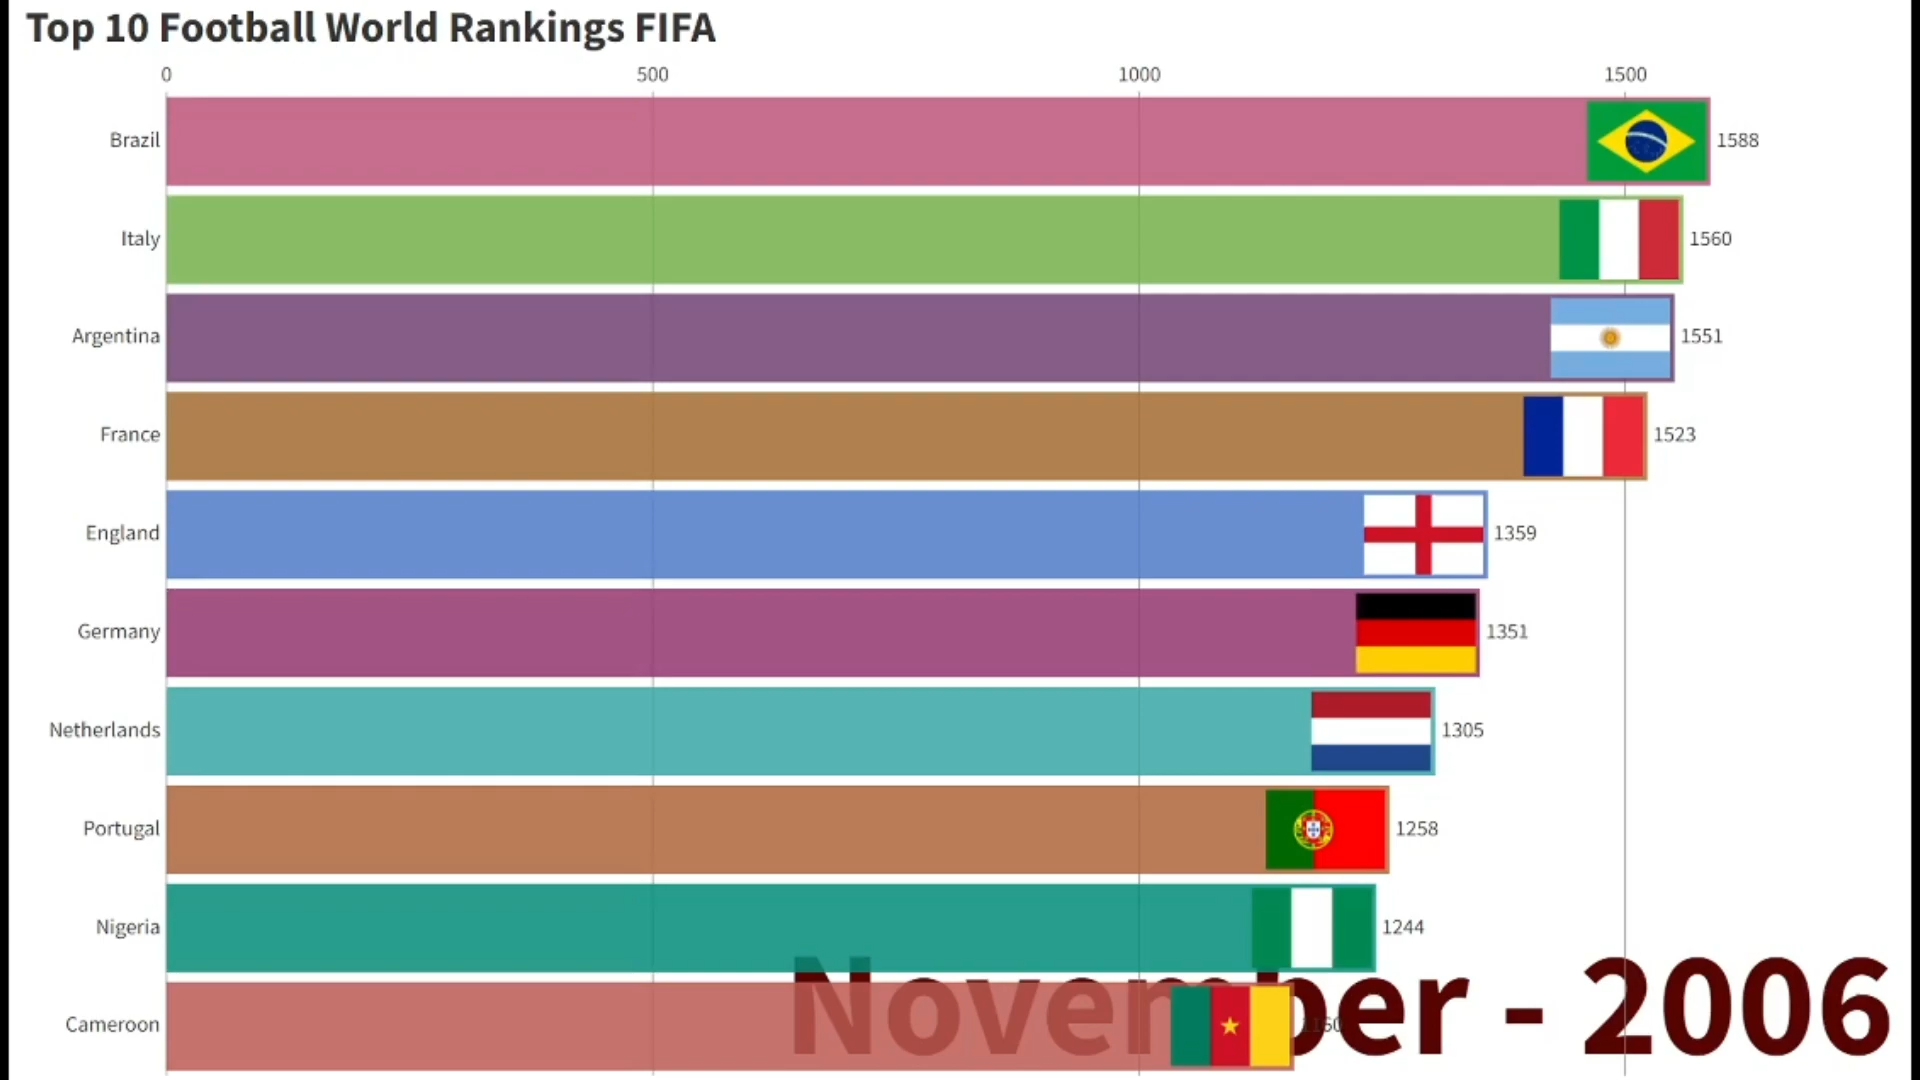 Top 10 Football World Rankings FIFA
0 500 1000 1500
Brazil 1588
Italy 1560
Argentina 1551
France 1523
England 1359
Germany 1351
Netherlands 1305
Portugal 1258
Nigeria 1244
Cameroon 1160
November - 2006